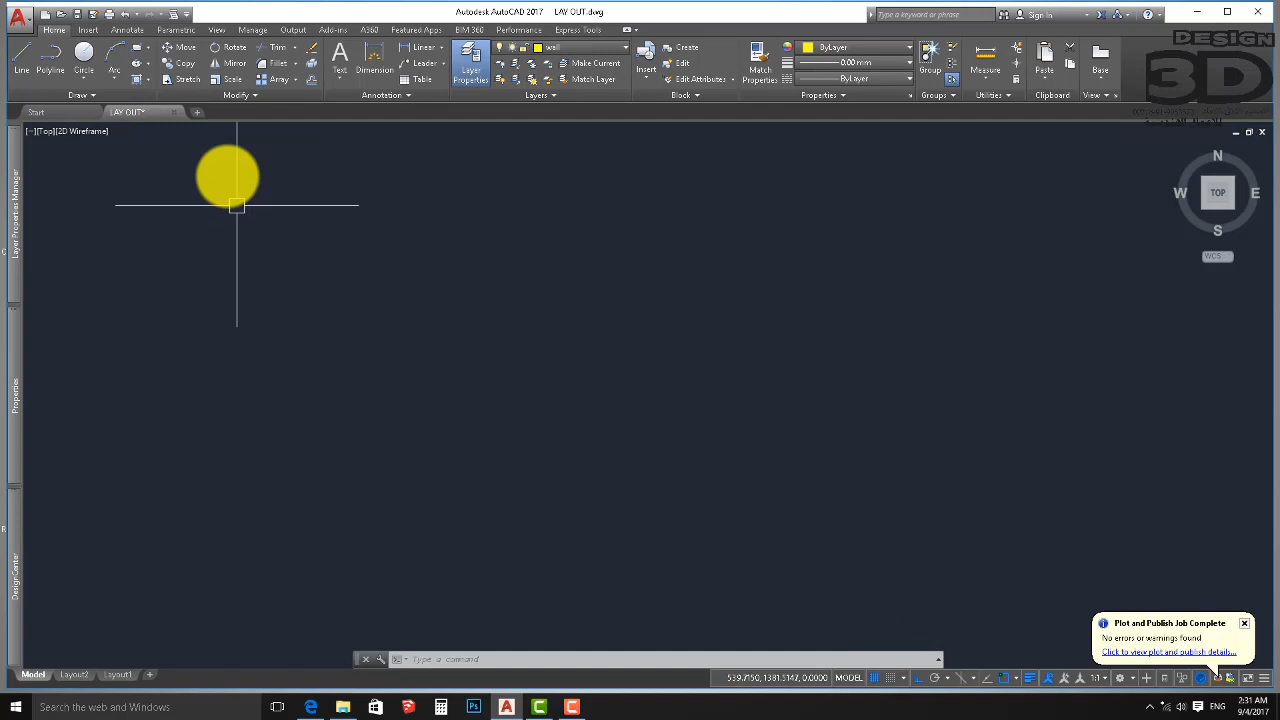 Autodesk AutoCAD 2017 LAY OUT.dwg
Type a keyword or phrase
Sign In
DESIGN
3D
Home Insert Annotate Parametric View Manage Output Add-ins A360 Featured Apps BIM 360 Performance Express Tools
Line Polyline Circle Arc
Move Rotate Trim
Copy Mirror Fillet
Stretch Scale Array
Text Dimension
Linear
Leader
Table
Layer Properties
wall
Make Current
Match Layer
Insert
Create
Edit
Edit Attributes
Match Properties
ByLayer
0.00 mm
ByLayer
Group Measure Paste Base
Draw Modify Annotation Layers Block Properties Groups Utilities Clipboard View
Start LAY OUT*
[−][Top][2D Wireframe]
Layer Properties Manager
Properties
DesignCenter
N
W TOP E
S
WCS
Plot and Publish Job Complete
No errors or warnings found
Click to view plot and publish details...
Type a command
Model Layout2 Layout1
539.7150, 1381.5147, 0.0000 MODEL
1:1
Search Windows
ENG
2:31 AM
9/4/2017